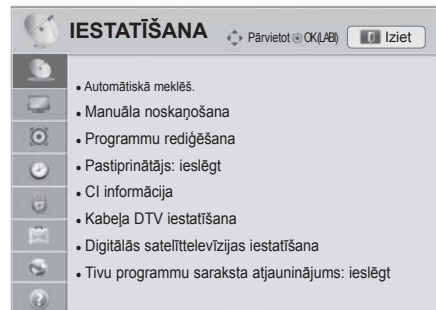 IESTATĪŠANA Pārvietot OK(LABI) Iziet
• Automātiskā meklēš.
• Manuāla noskaņošana
• Programmu rediģēšana
• Pastiprinātājs: ieslēgt
• CI informācija
• Kabeļa DTV iestatīšana
• Digitālās satelīttelevīzijas iestatīšana
• Tivu programmu saraksta atjauninājums: ieslēgt